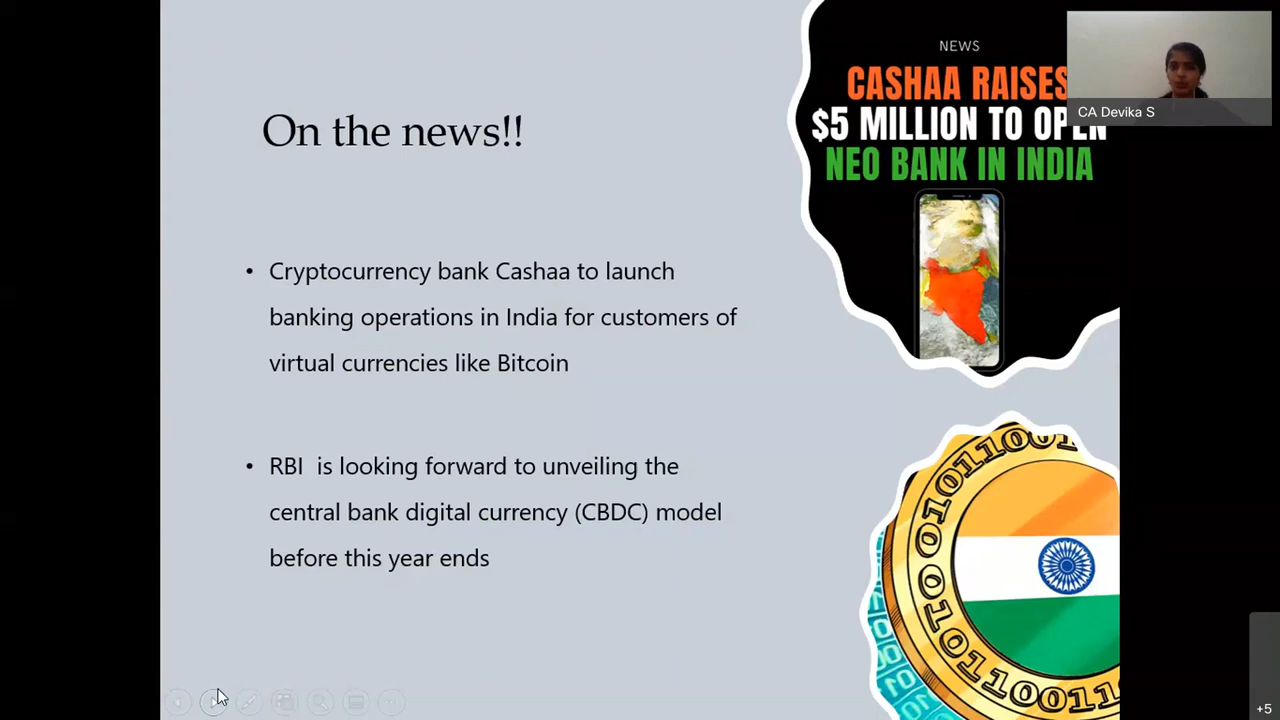 On the news!!
• Cryptocurrency bank Cashaa to launch
banking operations in India for customers of
virtual currencies like Bitcoin
• RBI is looking forward to unveiling the
central bank digital currency (CBDC) model
before this year ends
NEWS
CASHAA RAISES
$5 MILLION TO OPEN
NEO BANK IN INDIA
CA Devika S
+5